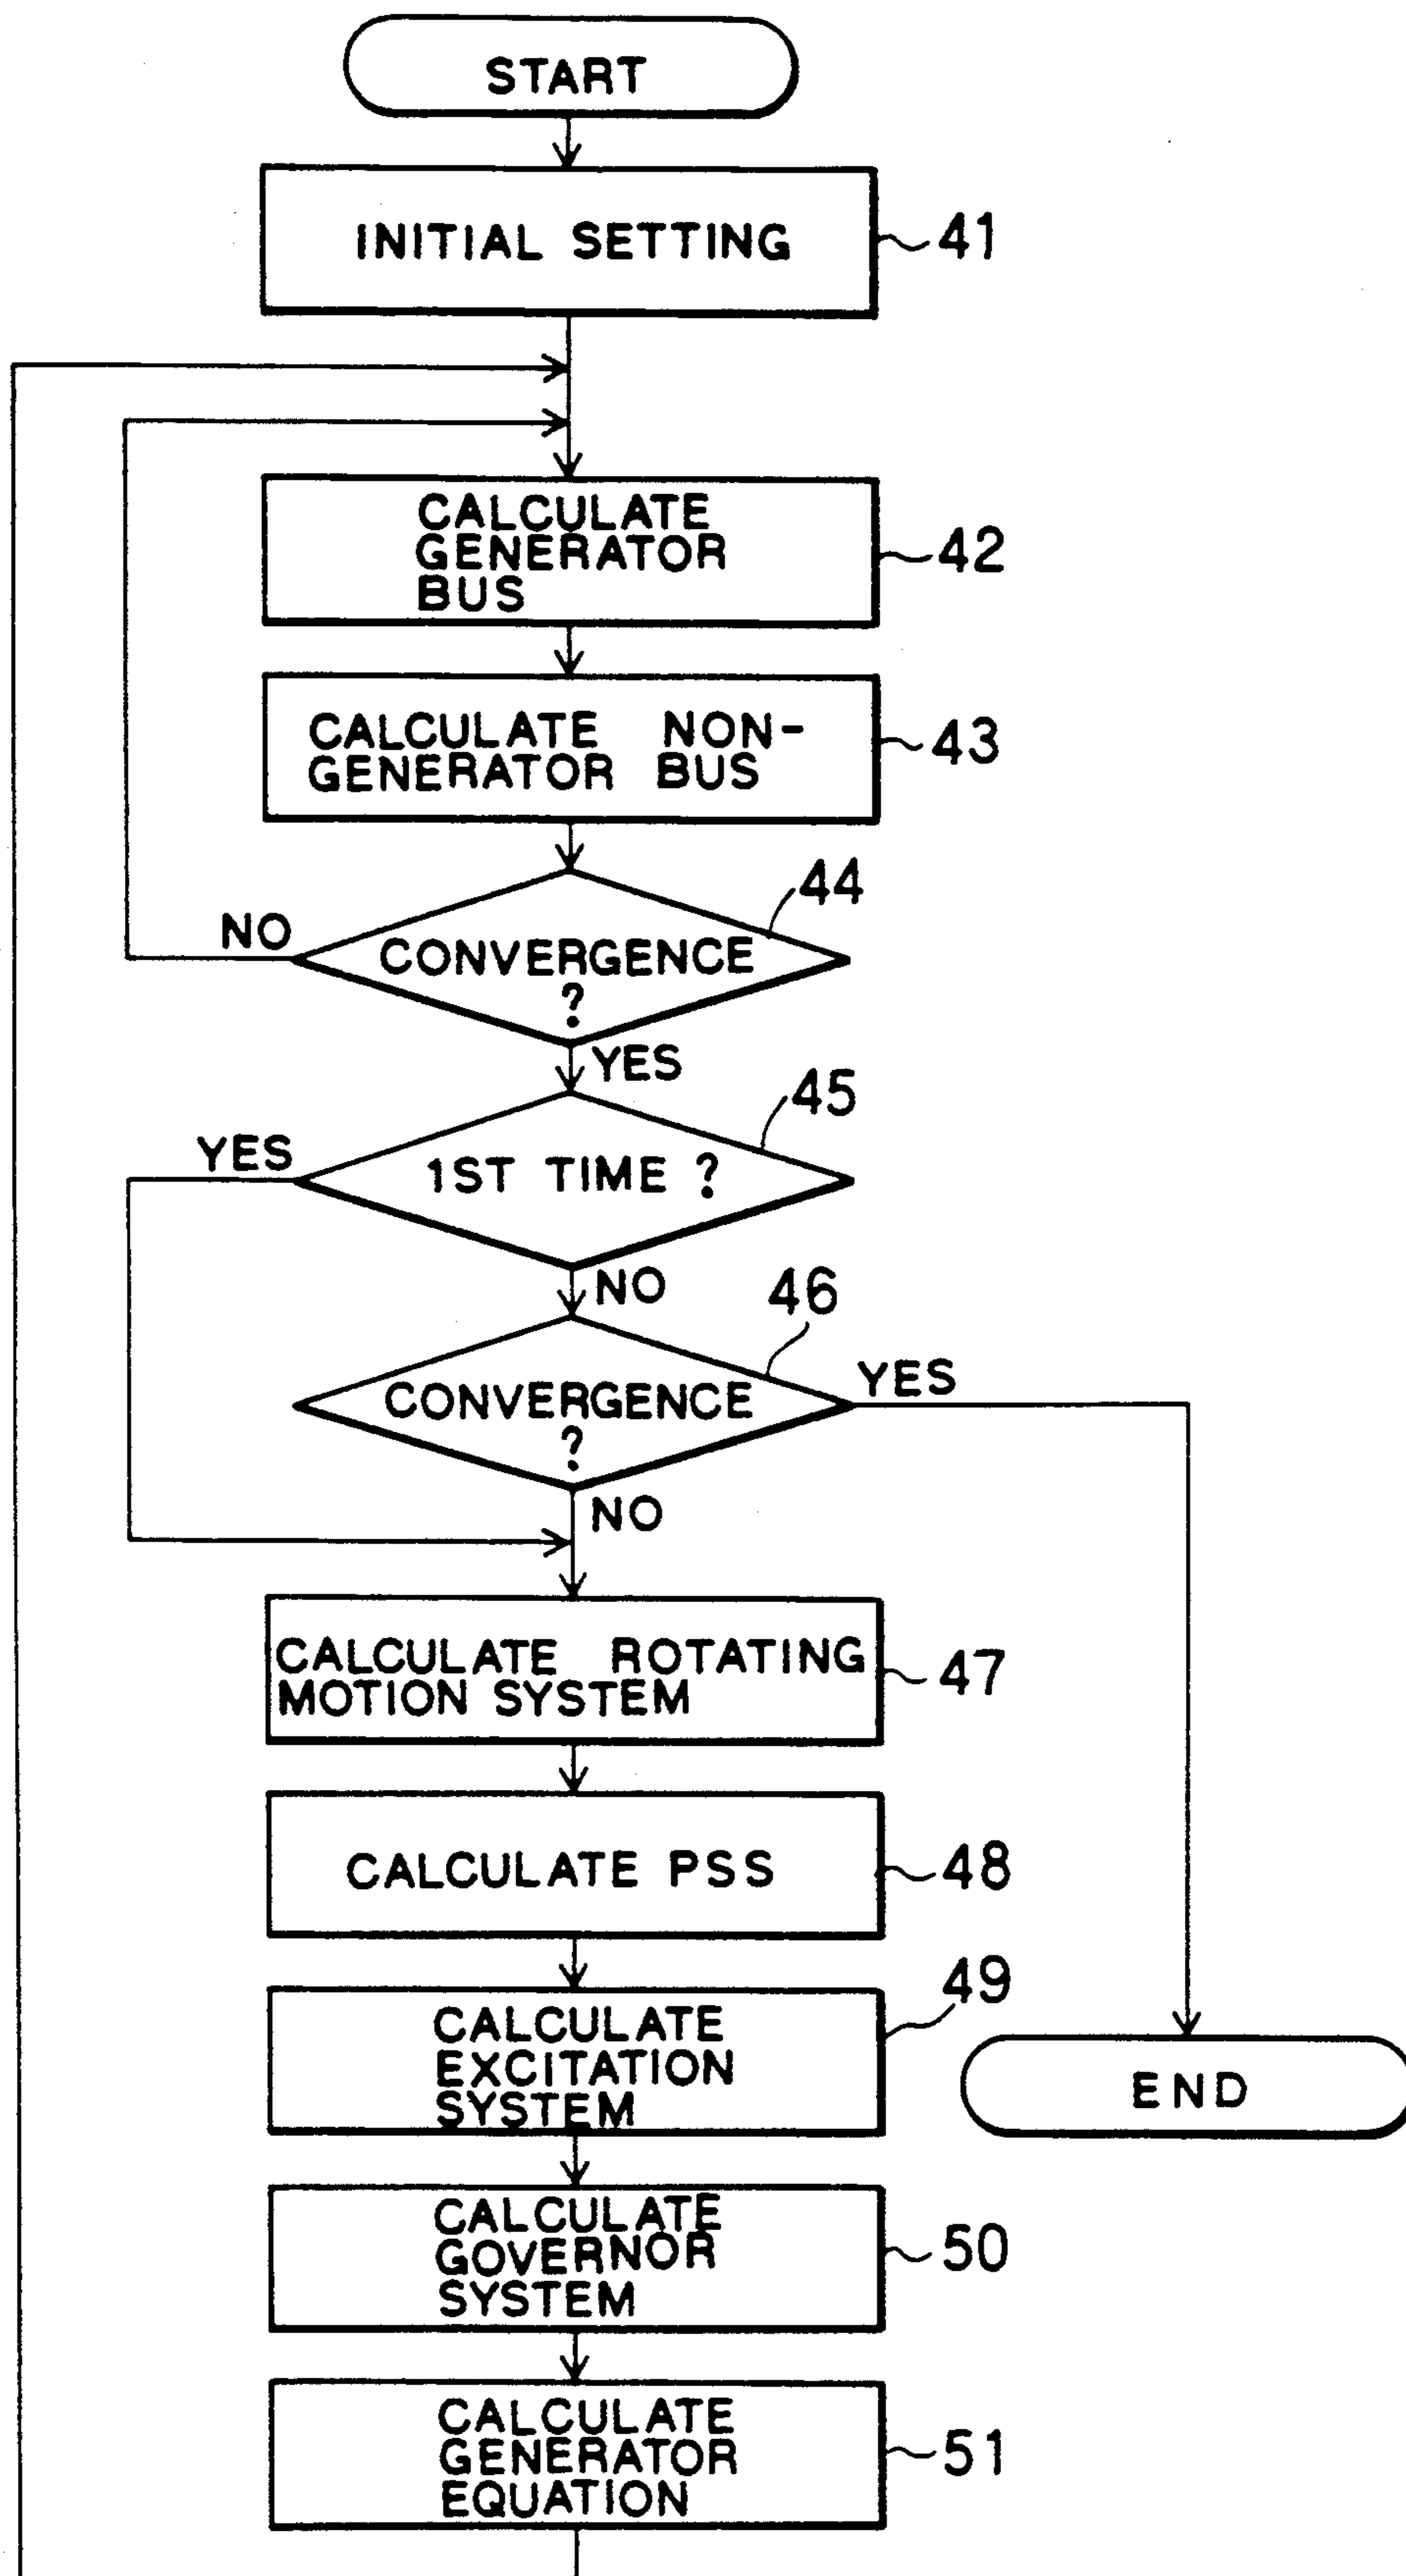 START
INITIAL SETTING
41
CALCULATE
GENERATOR
BUS
42
CALCULATE NON-
GENERATOR BUS
43
44
NO
CONVERGENCE
?
YES
45
YES
1ST TIME ?
NO
46
CONVERGENCE
?
YES
NO
CALCULATE ROTATING
MOTION SYSTEM
47
CALCULATE PSS
48
49
CALCULATE
EXCITATION
SYSTEM
END
CALCULATE
GOVERNOR
SYSTEM
50
CALCULATE
GENERATOR
EQUATION
51